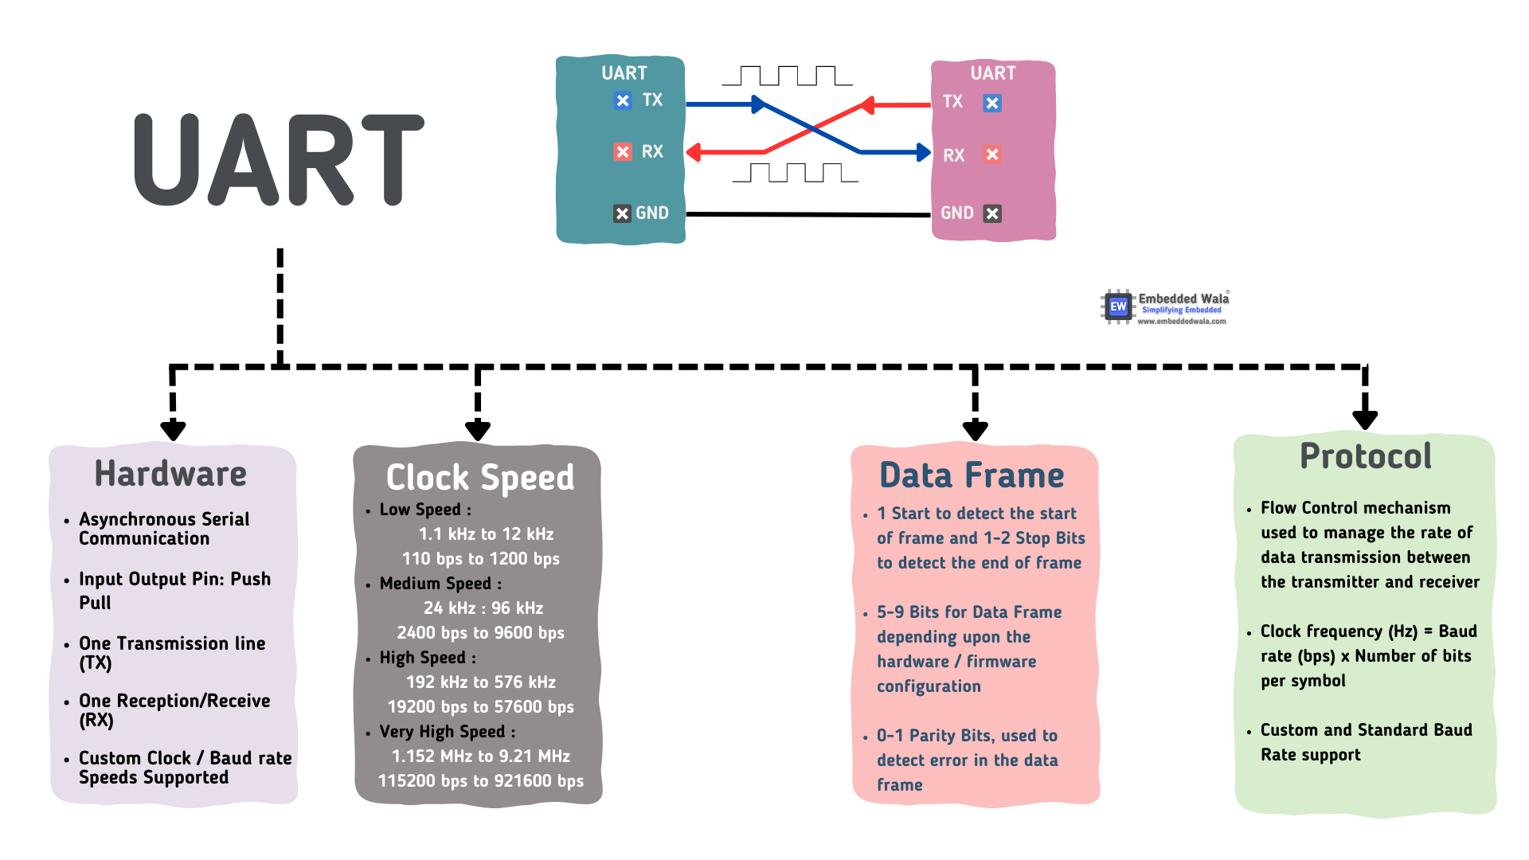 UART
UART
TX
RX
GND
UART
TX
RX
GND
EW
Embedded Wala
Simplifying Embedded
www.embeddedwala.com
Hardware
• Asynchronous Serial
Communication
• Input Output Pin: Push
Pull
• One Transmission line
(TX)
• One Reception/Receive
(RX)
• Custom Clock / Baud rate
Speeds Supported
Clock Speed
• Low Speed :
1.1 kHz to 12 kHz
110 bps to 1200 bps
• Medium Speed :
24 kHz : 96 kHz
2400 bps to 9600 bps
• High Speed :
192 kHz to 576 kHz
19200 bps to 57600 bps
• Very High Speed :
1.152 MHz to 9.21 MHz
115200 bps to 921600 bps
Data Frame
• 1 Start to detect the start
of frame and 1-2 Stop Bits
to detect the end of frame
• 5-9 Bits for Data Frame
depending upon the
hardware / firmware
configuration
• 0-1 Parity Bits, used to
detect error in the data
frame
Protocol
• Flow Control mechanism
used to manage the rate of
data transmission between
the transmitter and receiver
• Clock frequency (Hz) = Baud
rate (bps) x Number of bits
per symbol
• Custom and Standard Baud
Rate support